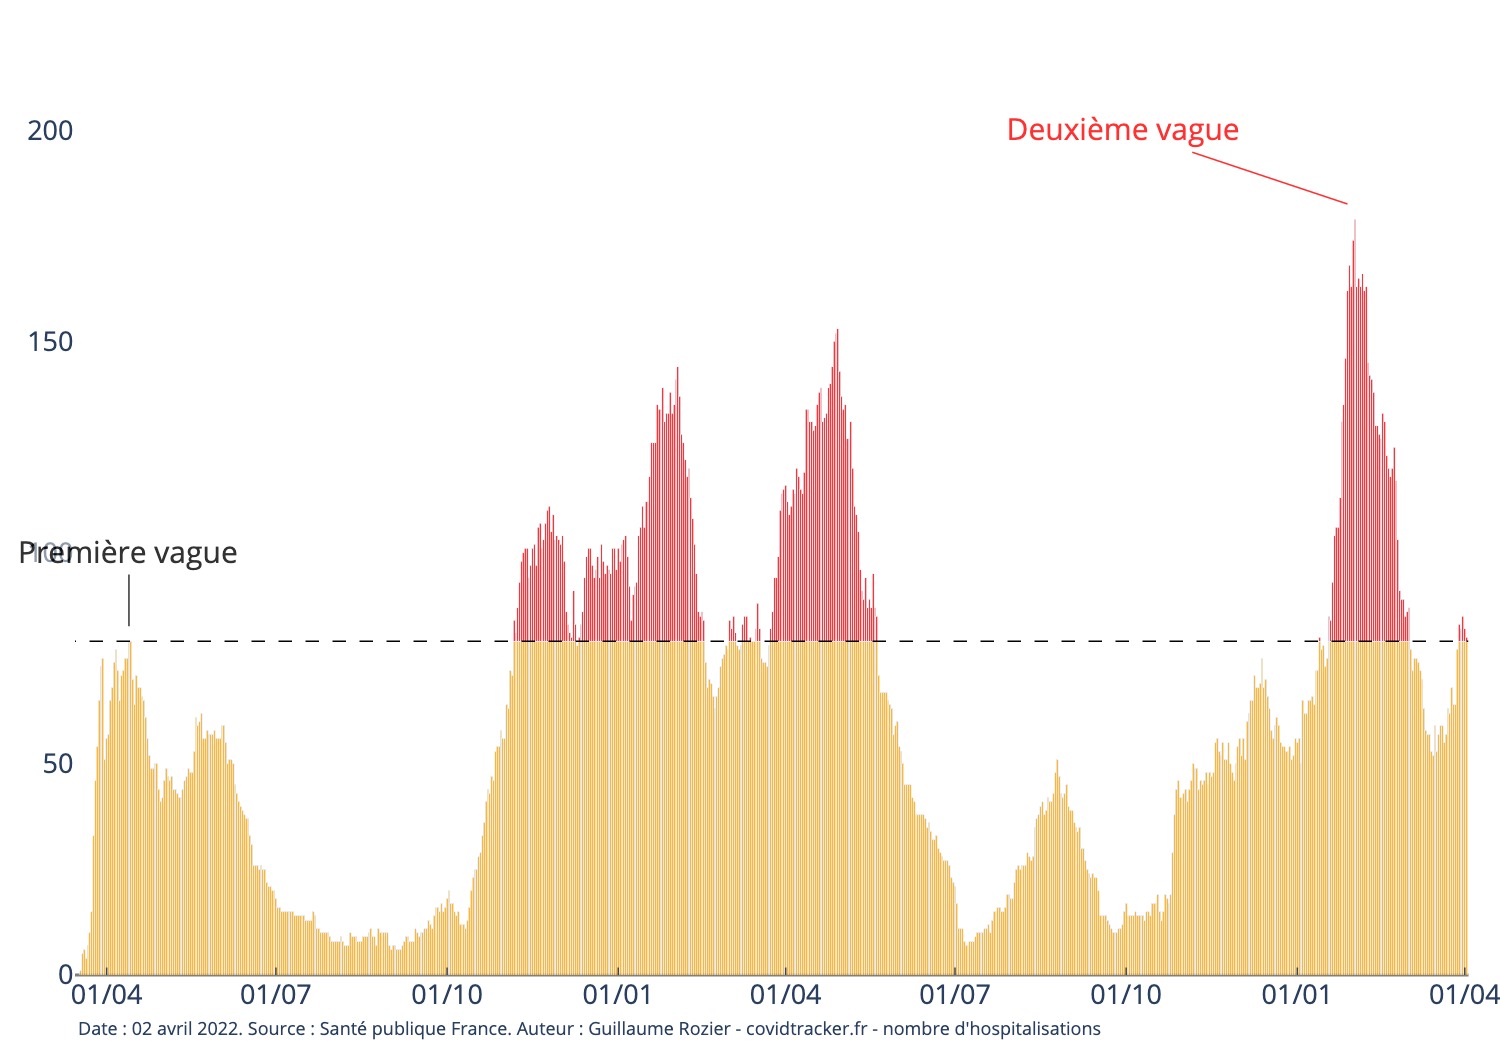 200
Deuxième vague
150
100
Première vague
50
0
01/04 01/07 01/10 01/01 01/04 01/07 01/10 01/01 01/04
Date : 02 avril 2022. Source : Santé publique France. Auteur : Guillaume Rozier - covidtracker.fr - nombre d'hospitalisations